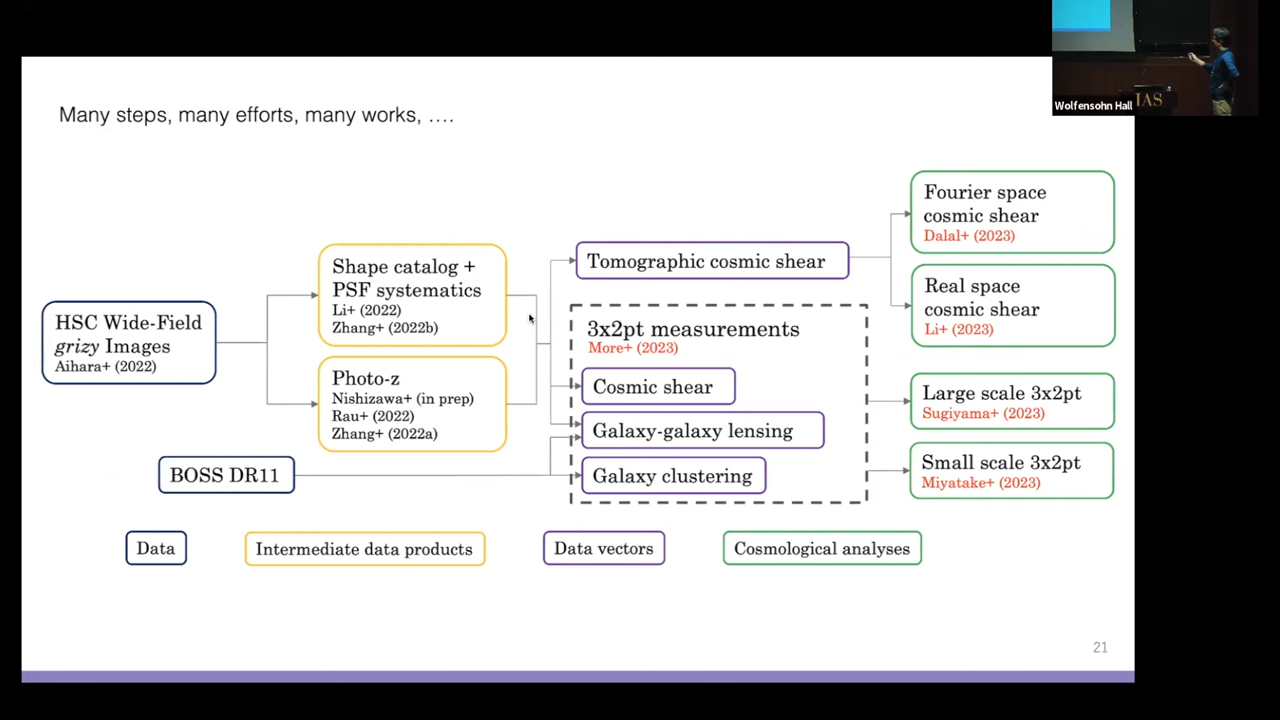 Many steps, many efforts, many works, ....
Wolfensohn Hall
IAS
HSC Wide-Field
grizy Images
Aihara+ (2022)
Shape catalog +
PSF systematics
Li+ (2022)
Zhang+ (2022b)
Photo-z
Nishizawa+ (in prep)
Rau+ (2022)
Zhang+ (2022a)
BOSS DR11
Tomographic cosmic shear
3x2pt measurements
More+ (2023)
Cosmic shear
Galaxy-galaxy lensing
Galaxy clustering
Fourier space
cosmic shear
Dalal+ (2023)
Real space
cosmic shear
Li+ (2023)
Large scale 3x2pt
Sugiyama+ (2023)
Small scale 3x2pt
Miyatake+ (2023)
Data
Intermediate data products
Data vectors
Cosmological analyses
21